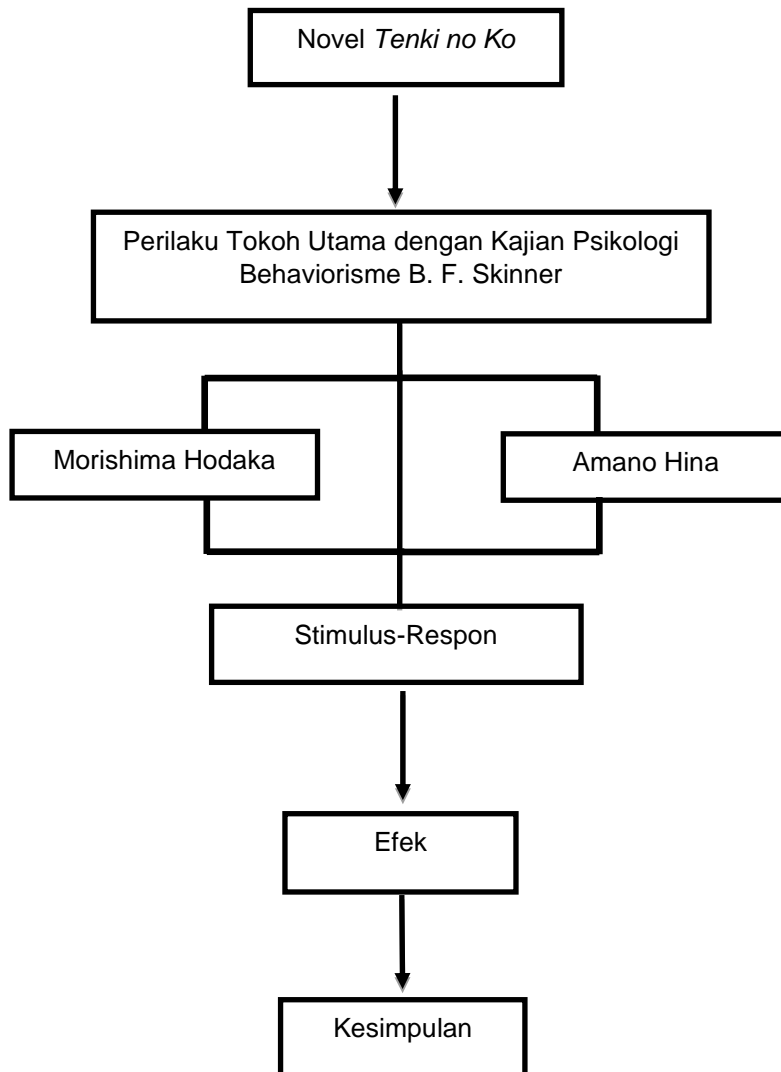 Novel Tenki no Ko
Perilaku Tokoh Utama dengan Kajian Psikologi
Behaviorisme B. F. Skinner
Morishima Hodaka
Amano Hina
Stimulus-Respon
Efek
Kesimpulan